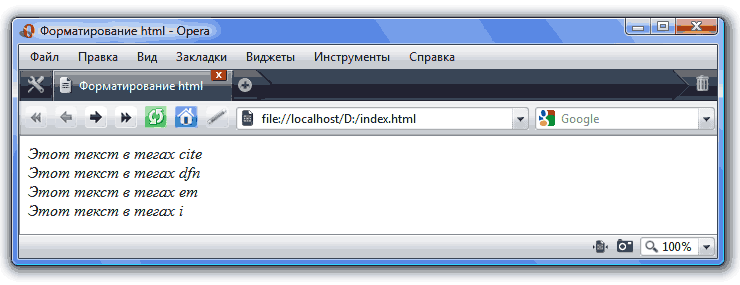 Форматирование html - Opera
Файл Правка Вид Закладки Виджеты Инструменты Справка
Форматирование html
file://localhost/D:/index.html Google
Этот текст в тегах cite
Этот текст в тегах dfn
Этот текст в тегах em
Этот текст в тегах i
100%